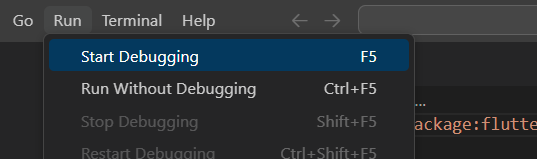 Go Run Terminal Help
Start Debugging F5
Run Without Debugging Ctrl+F5
...
Stop Debugging Shift+F5
ackage:flutte
Restart Debugging Ctrl+Shift+F5